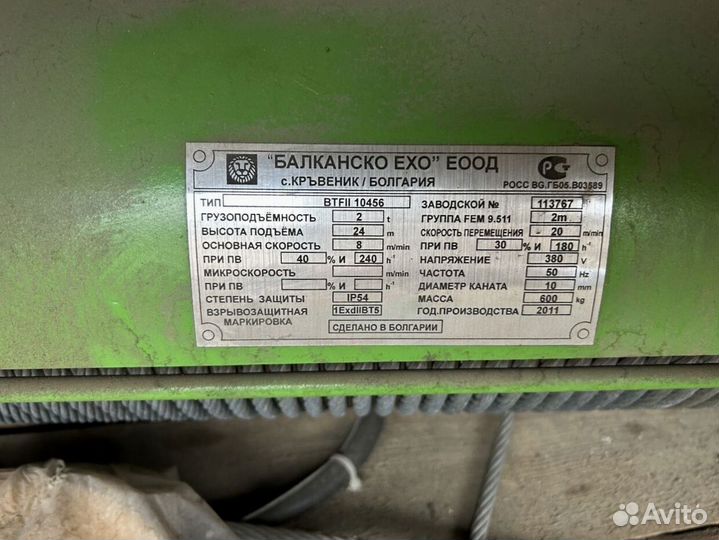 "БАЛКАНСКО ЕХО" ЕООД
с.КРЪВЕНИК / БОЛГАРИЯ
РОСС BG.ГБ05.В03589
ТИП BTFII 10456 ЗАВОДСКОЙ № 113767
ГРУЗОПОДЪЁМНОСТЬ 2 t ГРУППА FEM 9.511 2m
ВЫСОТА ПОДЪЁМА 24 m СКОРОСТЬ ПЕРЕМЕЩЕНИЯ 20 m/min
ОСНОВНАЯ СКОРОСТЬ 8 m/min ПРИ ПВ 30 % И 180 h⁻¹
ПРИ ПВ 40 % И 240 h⁻¹ НАПРЯЖЕНИЕ 380 V
МИКРОСКОРОСТЬ m/min ЧАСТОТА 50 Hz
ПРИ ПВ % И h⁻¹ ДИАМЕТР КАНАТА 10 mm
СТЕПЕНЬ ЗАЩИТЫ IP54 МАССА 600 kg
ВЗРЫВОЗАЩИТНАЯ МАРКИРОВКА 1ExdIIBT5 ГОД.ПРОИЗВОДСТВА 2011
СДЕЛАНО В БОЛГАРИИ
Avito